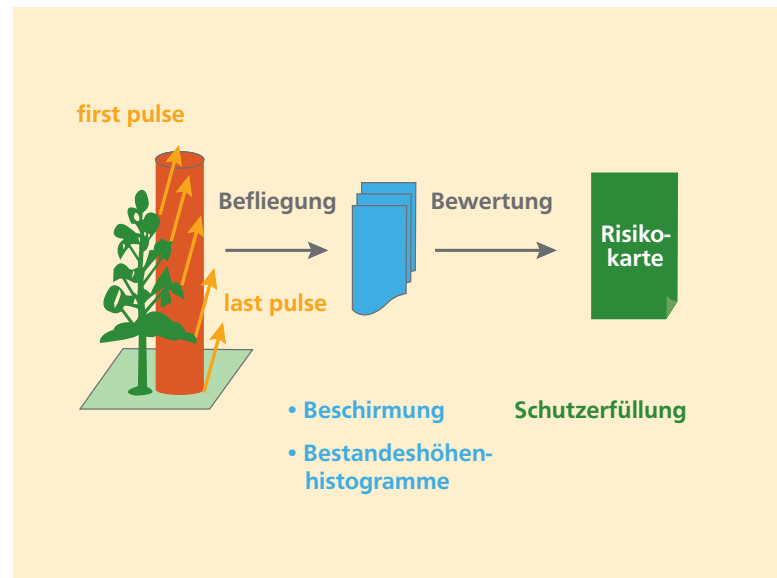 first pulse
Befliegung
Bewertung
Risiko-
karte
last pulse
• Beschirmung
• Bestandeshöhen-
histogramme
Schutzerfüllung